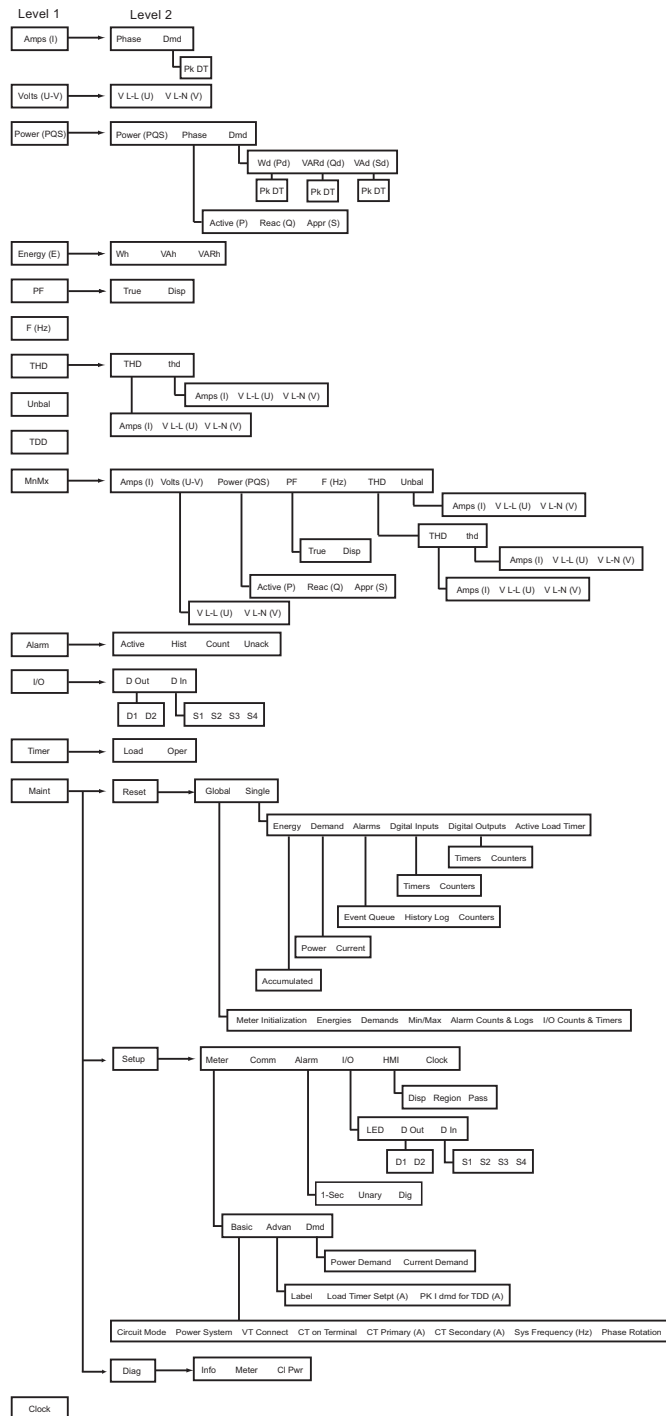 Level 1 Level 2
Amps (I) Phase Dmd
Pk DT
Volts (U-V) V L-L (U) V L-N (V)
Power (PQS) Power (PQS) Phase Dmd
Wd (Pd) VARd (Qd) VAd (Sd)
Pk DT Pk DT Pk DT
Active (P) Reac (Q) Appr (S)
Energy (E) Wh VAh VARh
PF True Disp
F (Hz)
THD THD thd
Amps (I) V L-L (U) V L-N (V)
Unbal
Amps (I) V L-L (U) V L-N (V)
TDD
MnMx Amps (I) Volts (U-V) Power (PQS) PF F (Hz) THD Unbal
Amps (I) V L-L (U) V L-N (V)
THD thd
True Disp
Amps (I) V L-L (U) V L-N (V)
Active (P) Reac (Q) Appr (S)
Amps (I) V L-L (U) V L-N (V)
V L-L (U) V L-N (V)
Alarm Active Hist Count Unack
I/O D Out D In
D1 D2 S1 S2 S3 S4
Timer Load Oper
Maint Reset Global Single
Energy Demand Alarms Dgital Inputs Digital Outputs Active Load Timer
Timers Counters
Timers Counters
Event Queue History Log Counters
Power Current
Accumulated
Meter Initialization Energies Demands Min/Max Alarm Counts & Logs I/O Counts & Timers
Setup Meter Comm Alarm I/O HMI Clock
Disp Region Pass
LED D Out D In
D1 D2 S1 S2 S3 S4
1-Sec Unary Dig
Basic Advan Dmd
Power Demand Current Demand
Label Load Timer Setpt (A) PK I dmd for TDD (A)
Circuit Mode Power System VT Connect CT on Terminal CT Primary (A) CT Secondary (A) Sys Frequency (Hz) Phase Rotation
Diag Info Meter Cl Pwr
Clock